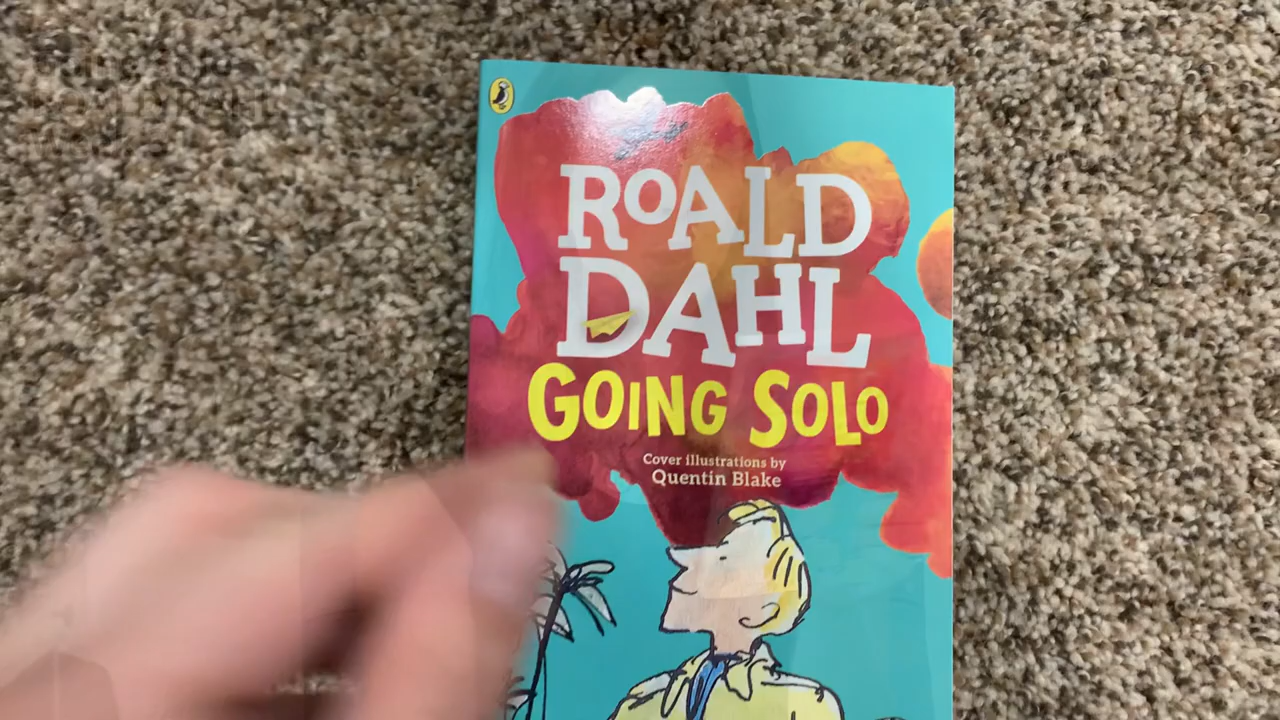 ROALD
DAHL
GOING SOLO
Cover illustrations by
Quentin Blake